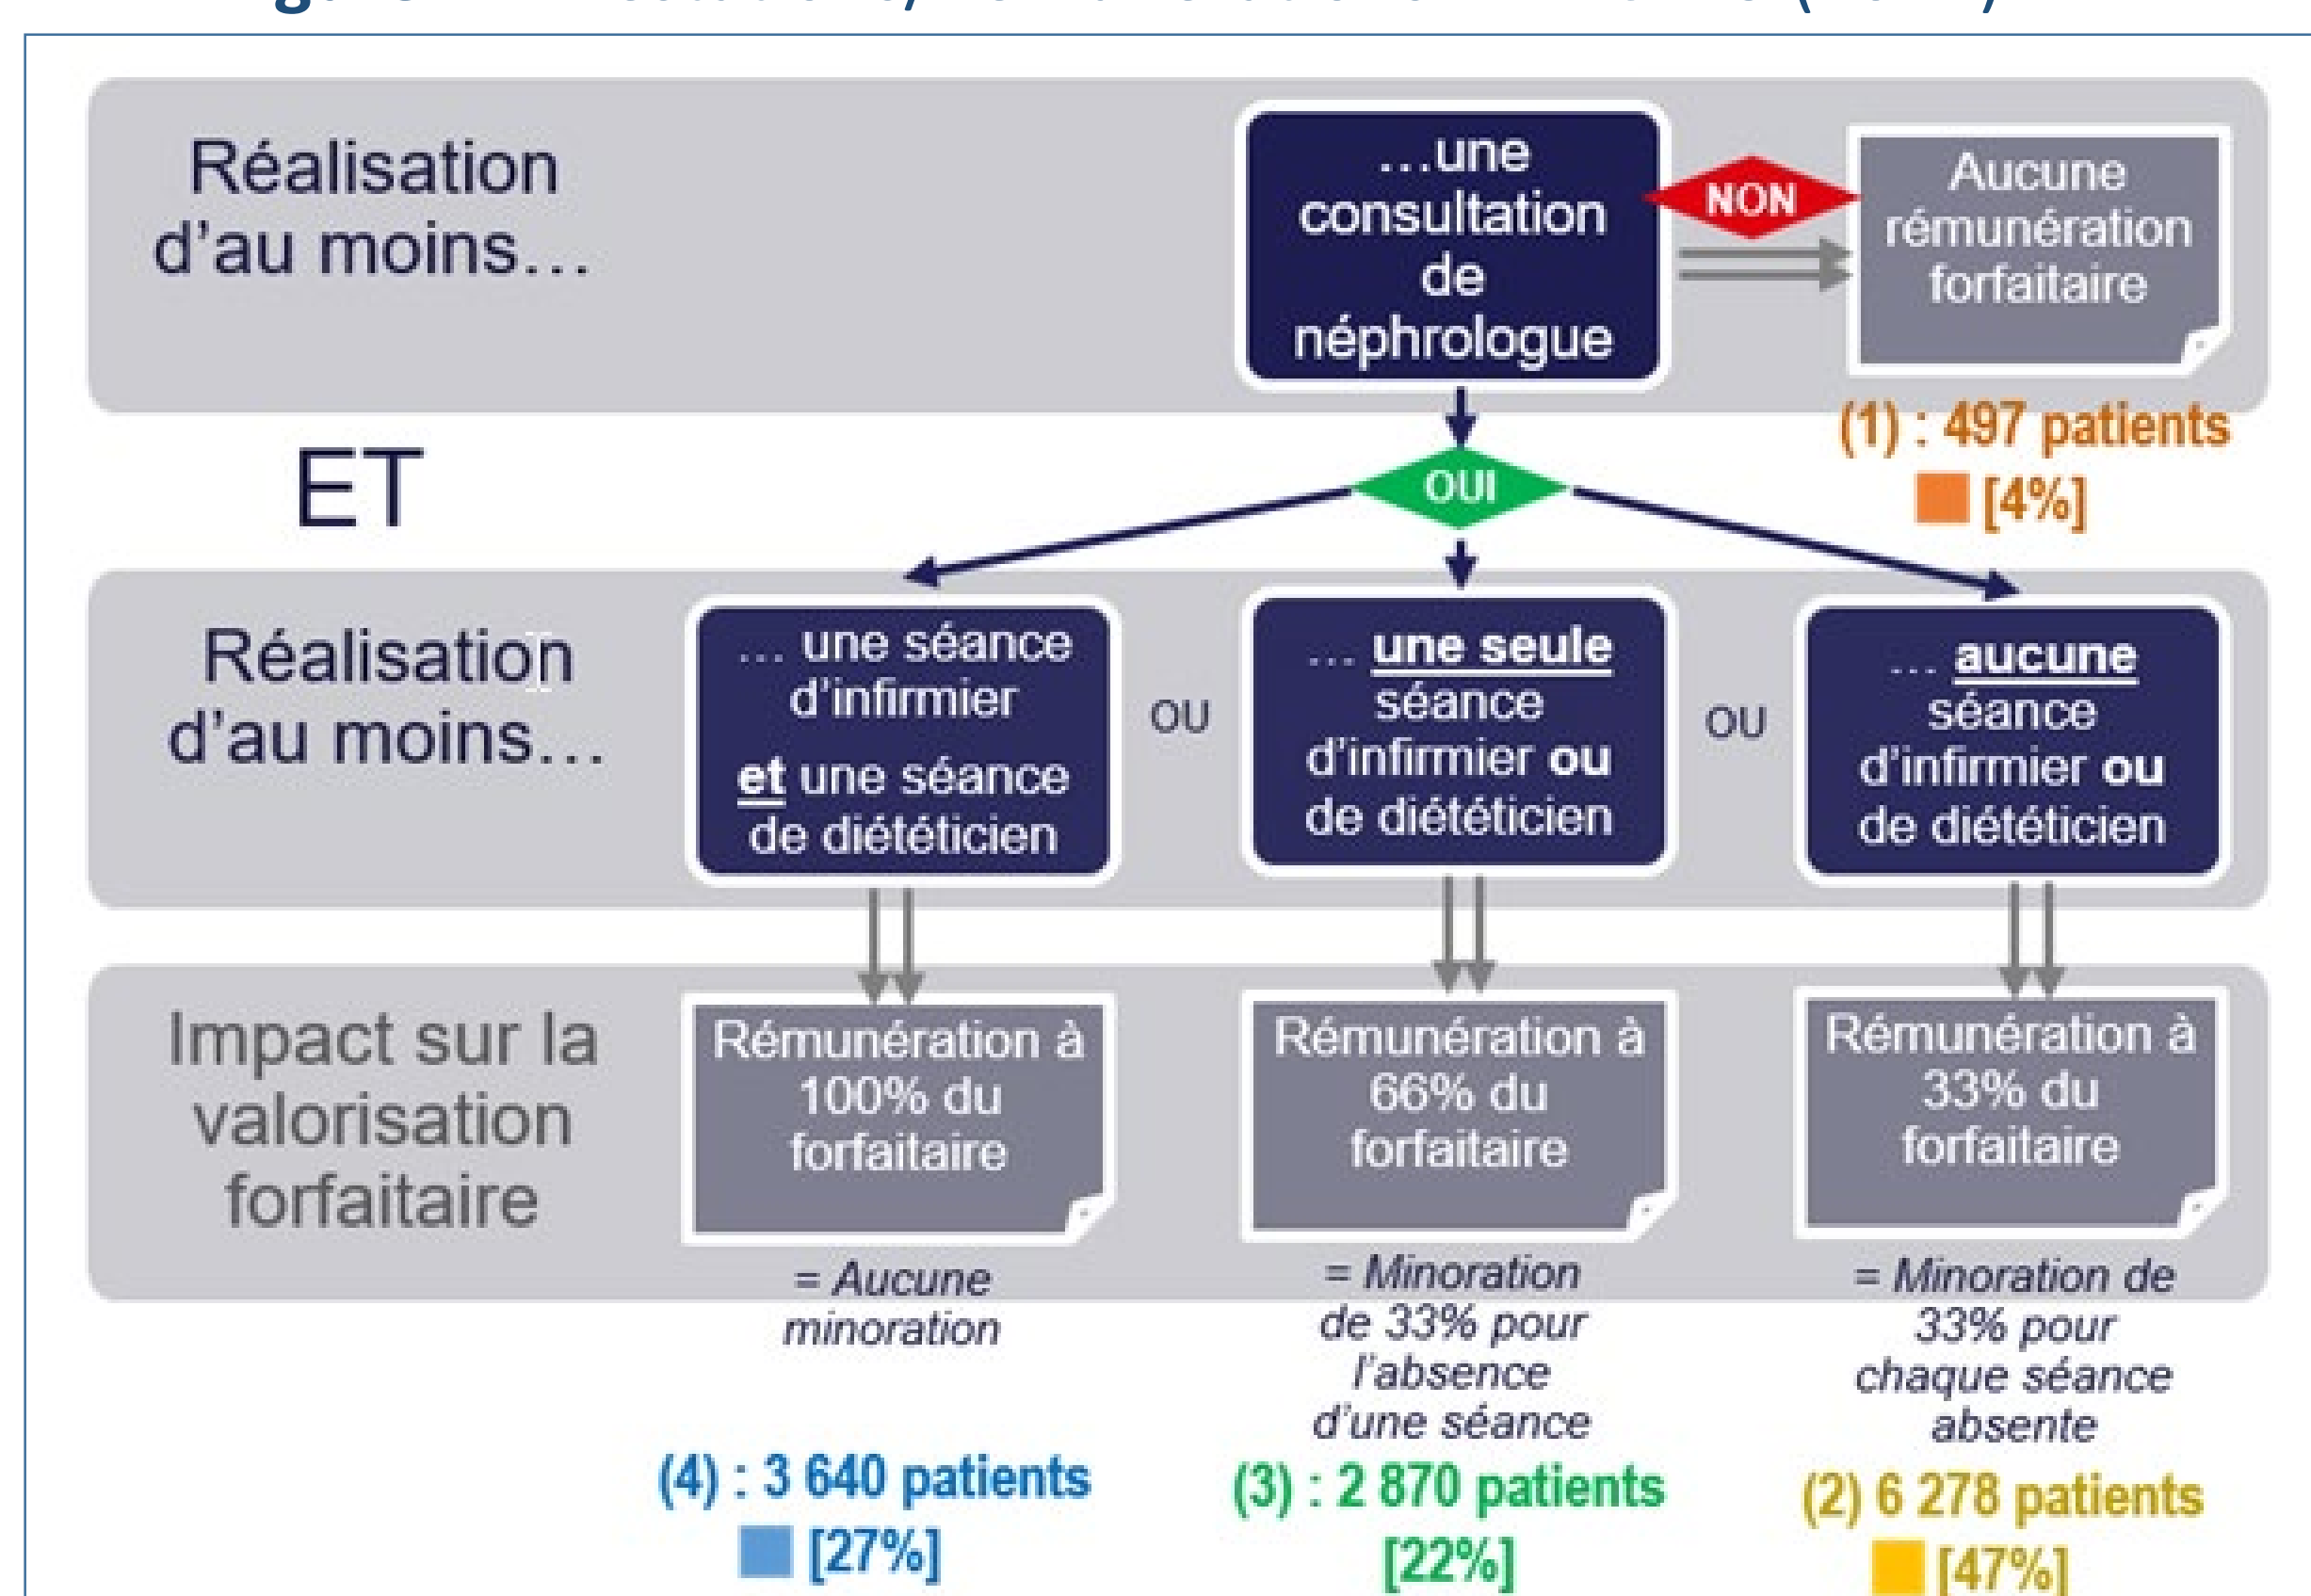 Réalisation
d'au moins...
...une
consultation
de
néphrologue
NON
Aucune
rémunération
forfaitaire
(1) : 497 patients
[4%]
ET
OUI
Réalisation
d'au moins...
... une séance
d'infirmier
et une séance
de diététicien
OU
... une seule
séance
d'infirmier ou
de diététicien
OU
... aucune
séance
d'infirmier ou
de diététicien
Impact sur la
valorisation
forfaitaire
Rémunération à
100% du
forfaitaire
Rémunération à
66% du
forfaitaire
Rémunération à
33% du
forfaitaire
= Aucune
minoration
= Minoration
de 33% pour
l'absence
d'une séance
= Minoration de
33% pour
chaque séance
absente
(4) : 3 640 patients
[27%]
(3) : 2 870 patients
[22%]
(2) 6 278 patients
[47%]